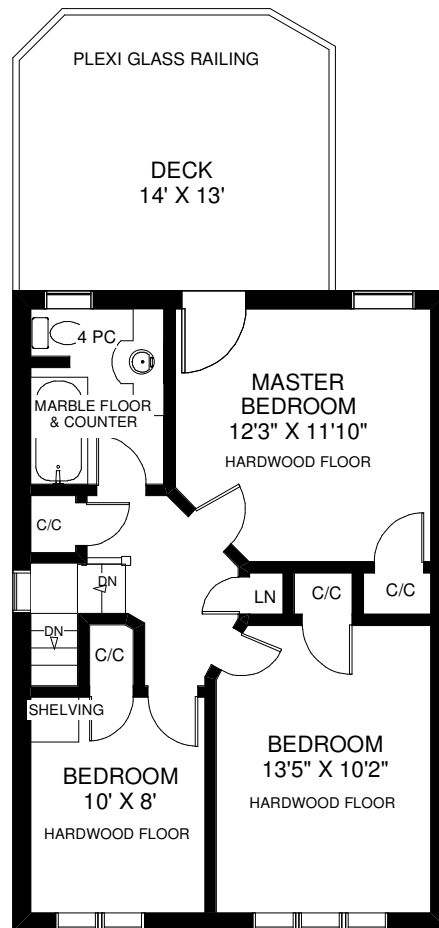 PLEXI GLASS RAILING
DECK
14' X 13'
4 PC
MARBLE FLOOR
& COUNTER
MASTER
BEDROOM
12'3" X 11'10"
HARDWOOD FLOOR
C/C
DN
LN
C/C
C/C
DN
C/C
SHELVING
BEDROOM
10' X 8'
HARDWOOD FLOOR
BEDROOM
13'5" X 10'2"
HARDWOOD FLOOR